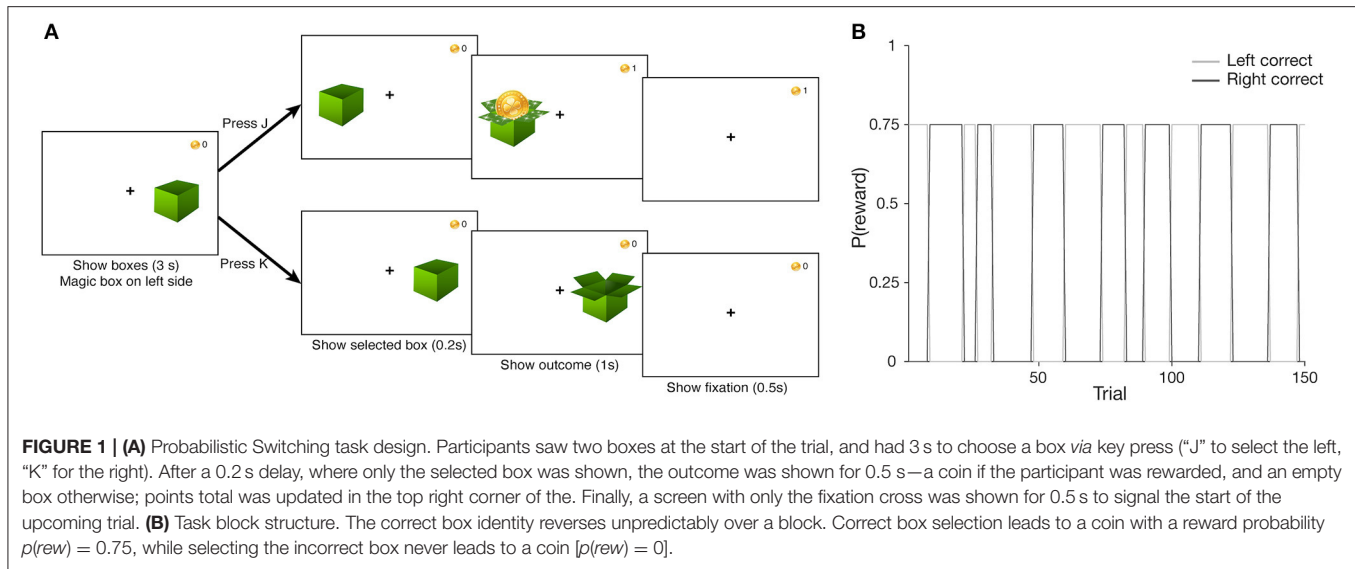 A
0
Press J
Press K
Show boxes (3 s)
Magic box on left side
0
1
1
0
0
0
Show selected box (0.2s)
Show outcome (1s)
Show fixation (0.5s)
B
1
0.75
0.5
0.25
0
P(reward)
Left correct
Right correct
50
100
150
Trial
FIGURE 1 | (A) Probabilistic Switching task design. Participants saw two boxes at the start of the trial, and had 3 s to choose a box via key press (“J” to select the left,
“K” for the right). After a 0.2 s delay, where only the selected box was shown, the outcome was shown for 0.5 s—a coin if the participant was rewarded, and an empty
box otherwise; points total was updated in the top right corner of the. Finally, a screen with only the fixation cross was shown for 0.5 s to signal the start of the
upcoming trial. (B) Task block structure. The correct box identity reverses unpredictably over a block. Correct box selection leads to a coin with a reward probability
p(rew) = 0.75, while selecting the incorrect box never leads to a coin [p(rew) = 0].